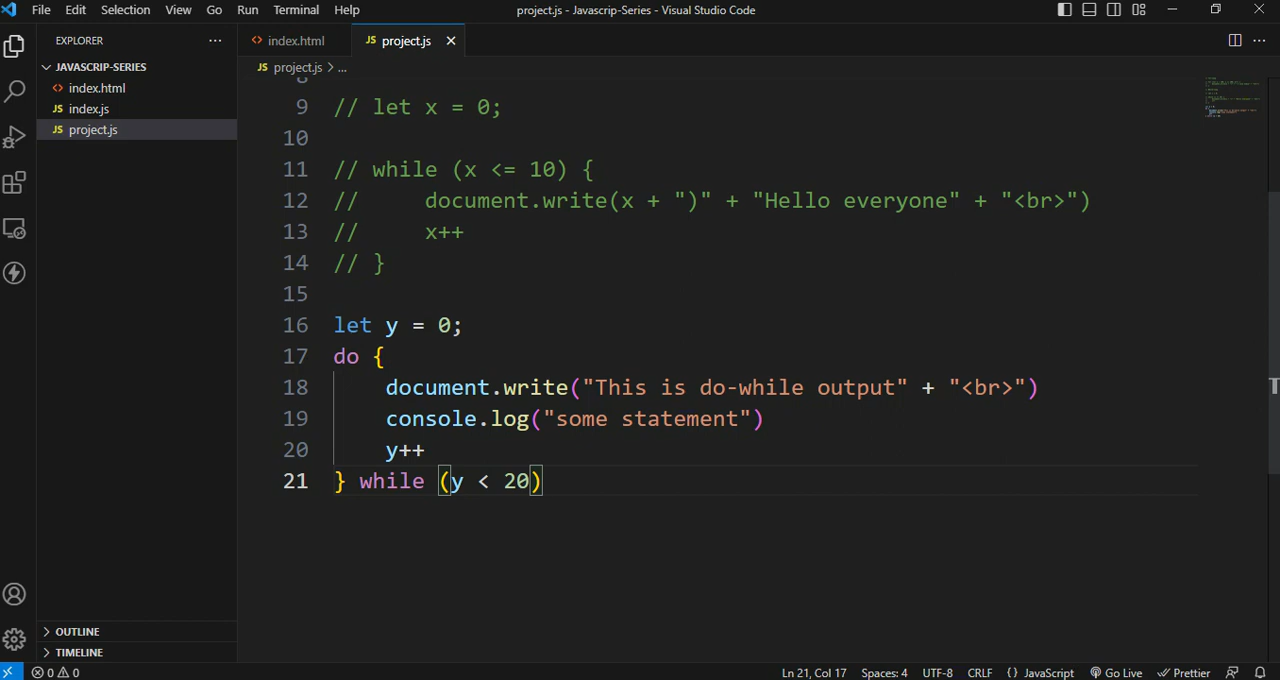 File Edit Selection View Go Run Terminal Help
project.js - Javascrip-Series - Visual Studio Code
EXPLORER
JAVASCRIP-SERIES
<> index.html
JS index.js
JS project.js
<> index.html
JS project.js
JS project.js > ...
9 // let x = 0;
10
11 // while (x <= 10) {
12 //     document.write(x + ")" + "Hello everyone" + "<br>")
13 //     x++
14 // }
15
16 let y = 0;
17 do {
18     document.write("This is do-while output" + "<br>")
19     console.log("some statement")
20     y++
21 } while (y < 20)
OUTLINE
TIMELINE
0 0
Ln 21, Col 17 Spaces: 4 UTF-8 CRLF {} JavaScript Go Live Prettier